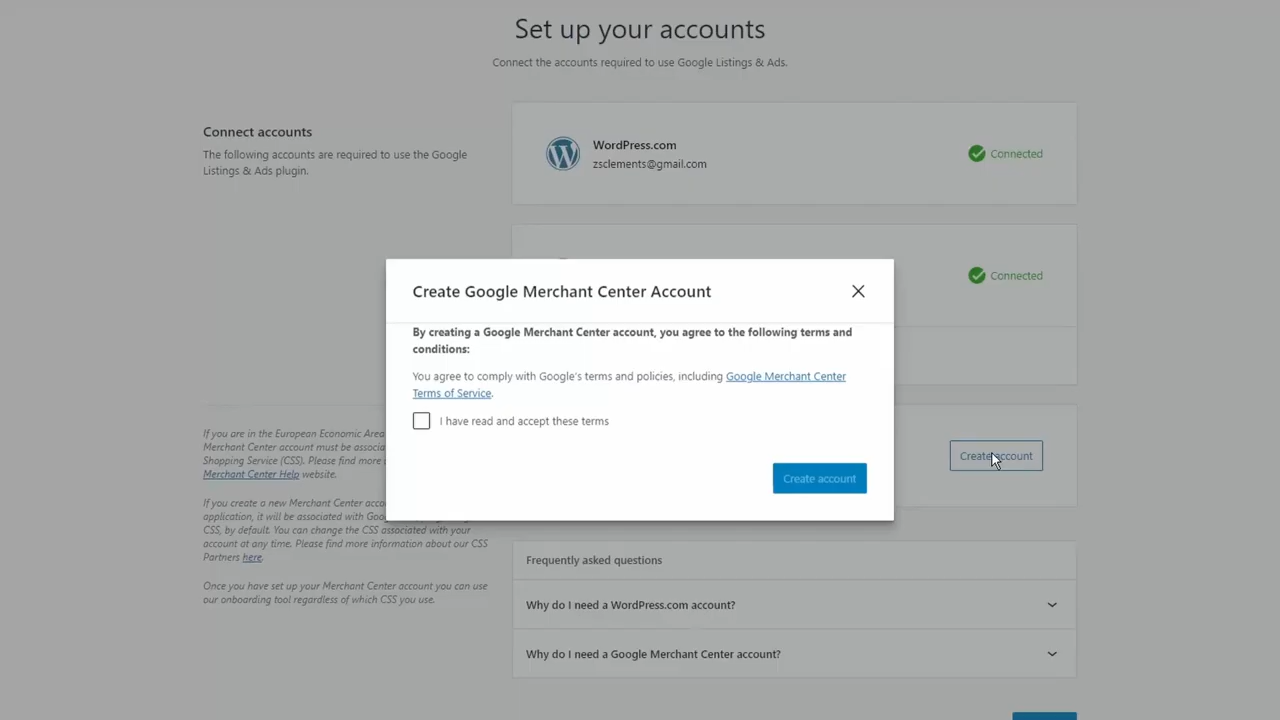 Set up your accounts
Connect the accounts required to use Google Listings & Ads.
Connect accounts
The following accounts are required to use the Google
Listings & Ads plugin.
WordPress.com
zsclements@gmail.com
Connected
Connected
Create Google Merchant Center Account
By creating a Google Merchant Center account, you agree to the following terms and
conditions:
You agree to comply with Google's terms and policies, including Google Merchant Center
Terms of Service.
I have read and accept these terms
Create account
If you are in the European Economic Area
Merchant Center account must be
Shopping Service (CSS). Please find more
Merchant Center Help website.
If you create a new Merchant Center
application, it will be associated with
CSS, by default. You can change the CSS associated with your
account at any time. Please find more information about our CSS
Partners here.
Once you have set up your Merchant Center account you can use
our onboarding tool regardless of which CSS you use.
Create account
Frequently asked questions
Why do I need a WordPress.com account?
Why do I need a Google Merchant Center account?